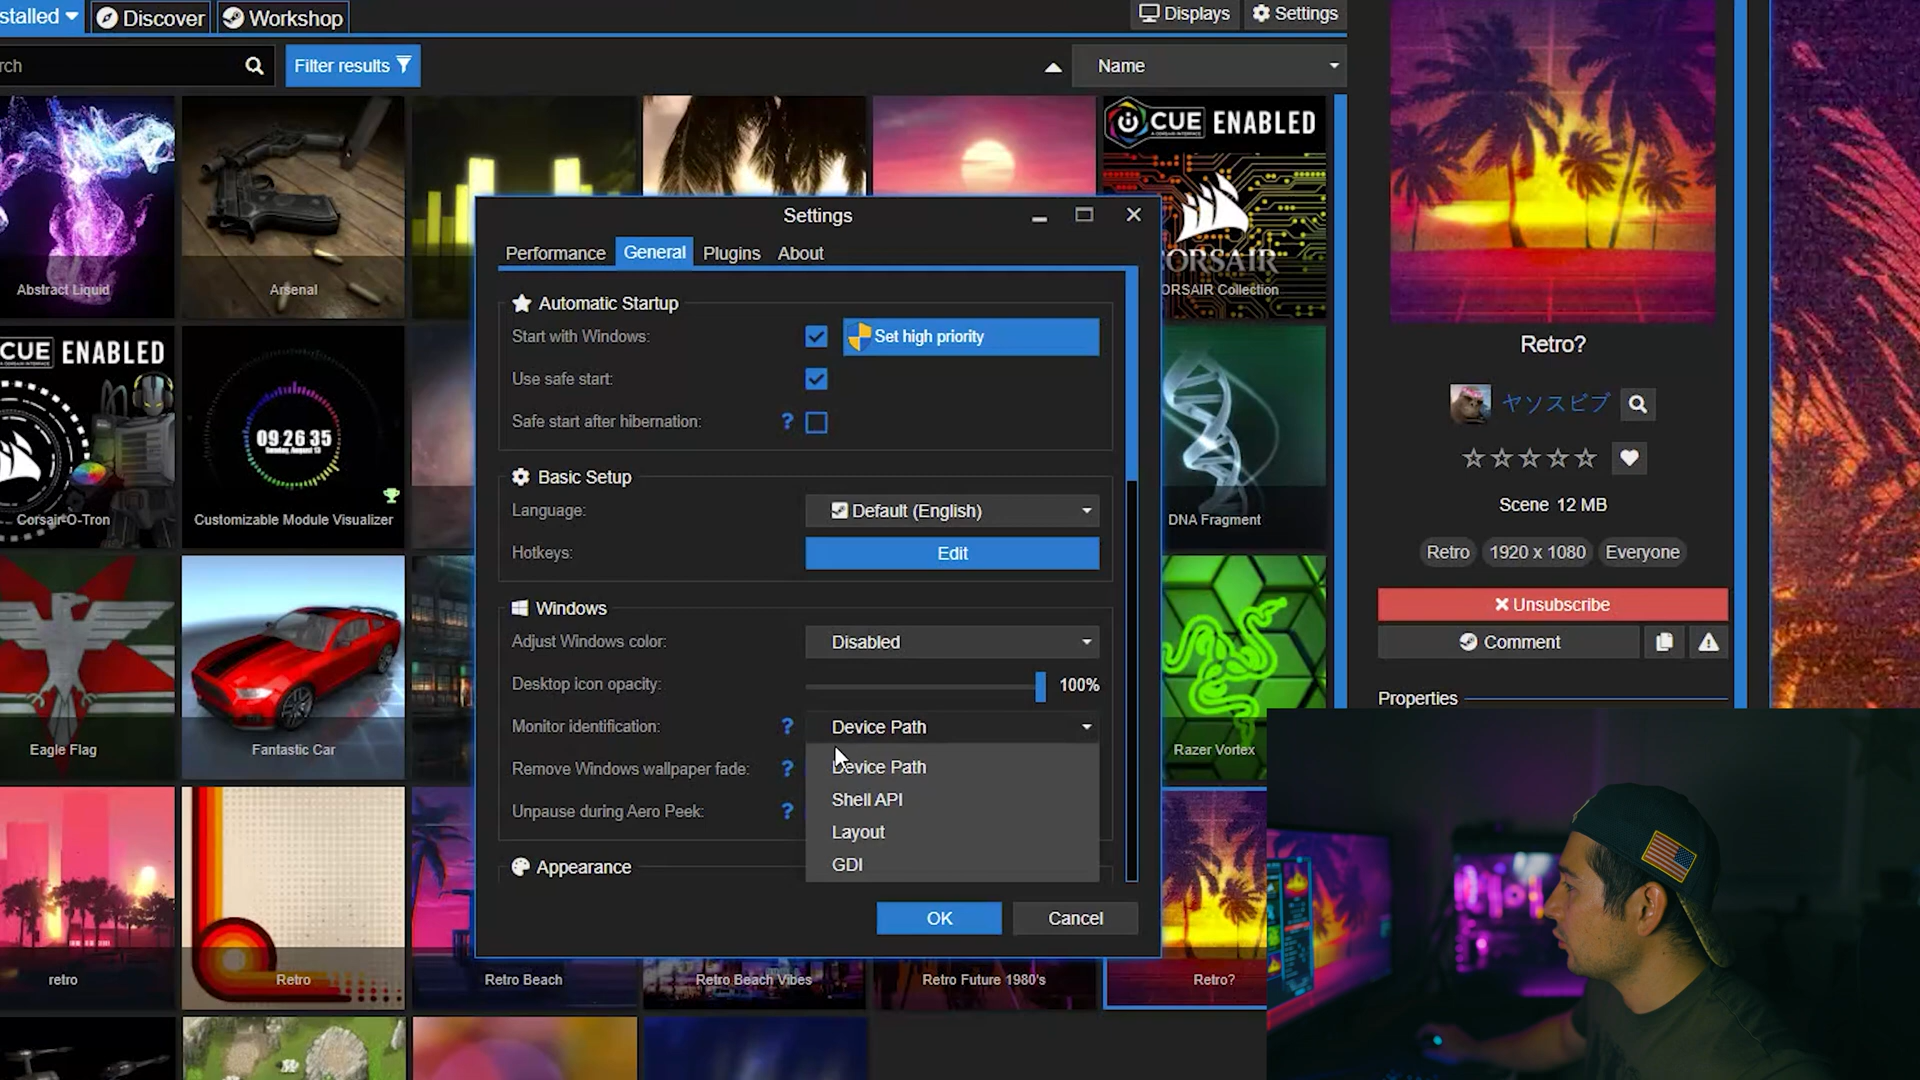 stalled
Discover
Workshop
Displays
Settings
rch
Filter results
Name
Abstract Liquid
Arsenal
CUE ENABLED
ORSAIR
ORSAIR Collection
CUE ENABLED
Corsair-O-Tron
09 26 35
Tuesday, August 13
Customizable Module Visualizer
DNA Fragment
Eagle Flag
Fantastic Car
Razer Vortex
retro
Retro
Retro Beach
Retro Beach Vibes
Retro Future 1980's
Retro?
Settings
Performance
General
Plugins
About
Automatic Startup
Start with Windows:
Set high priority
Use safe start:
Safe start after hibernation:
?
Basic Setup
Language:
Default (English)
Hotkeys:
Edit
Windows
Adjust Windows color:
Disabled
Desktop icon opacity:
100%
Monitor identification:
?
Device Path
Remove Windows wallpaper fade:
?
Device Path
Shell API
Unpause during Aero Peek:
?
Layout
GDI
Appearance
OK
Cancel
Retro?
ヤソスビブ
Scene 12 MB
Retro
1920 x 1080
Everyone
Unsubscribe
Comment
Properties